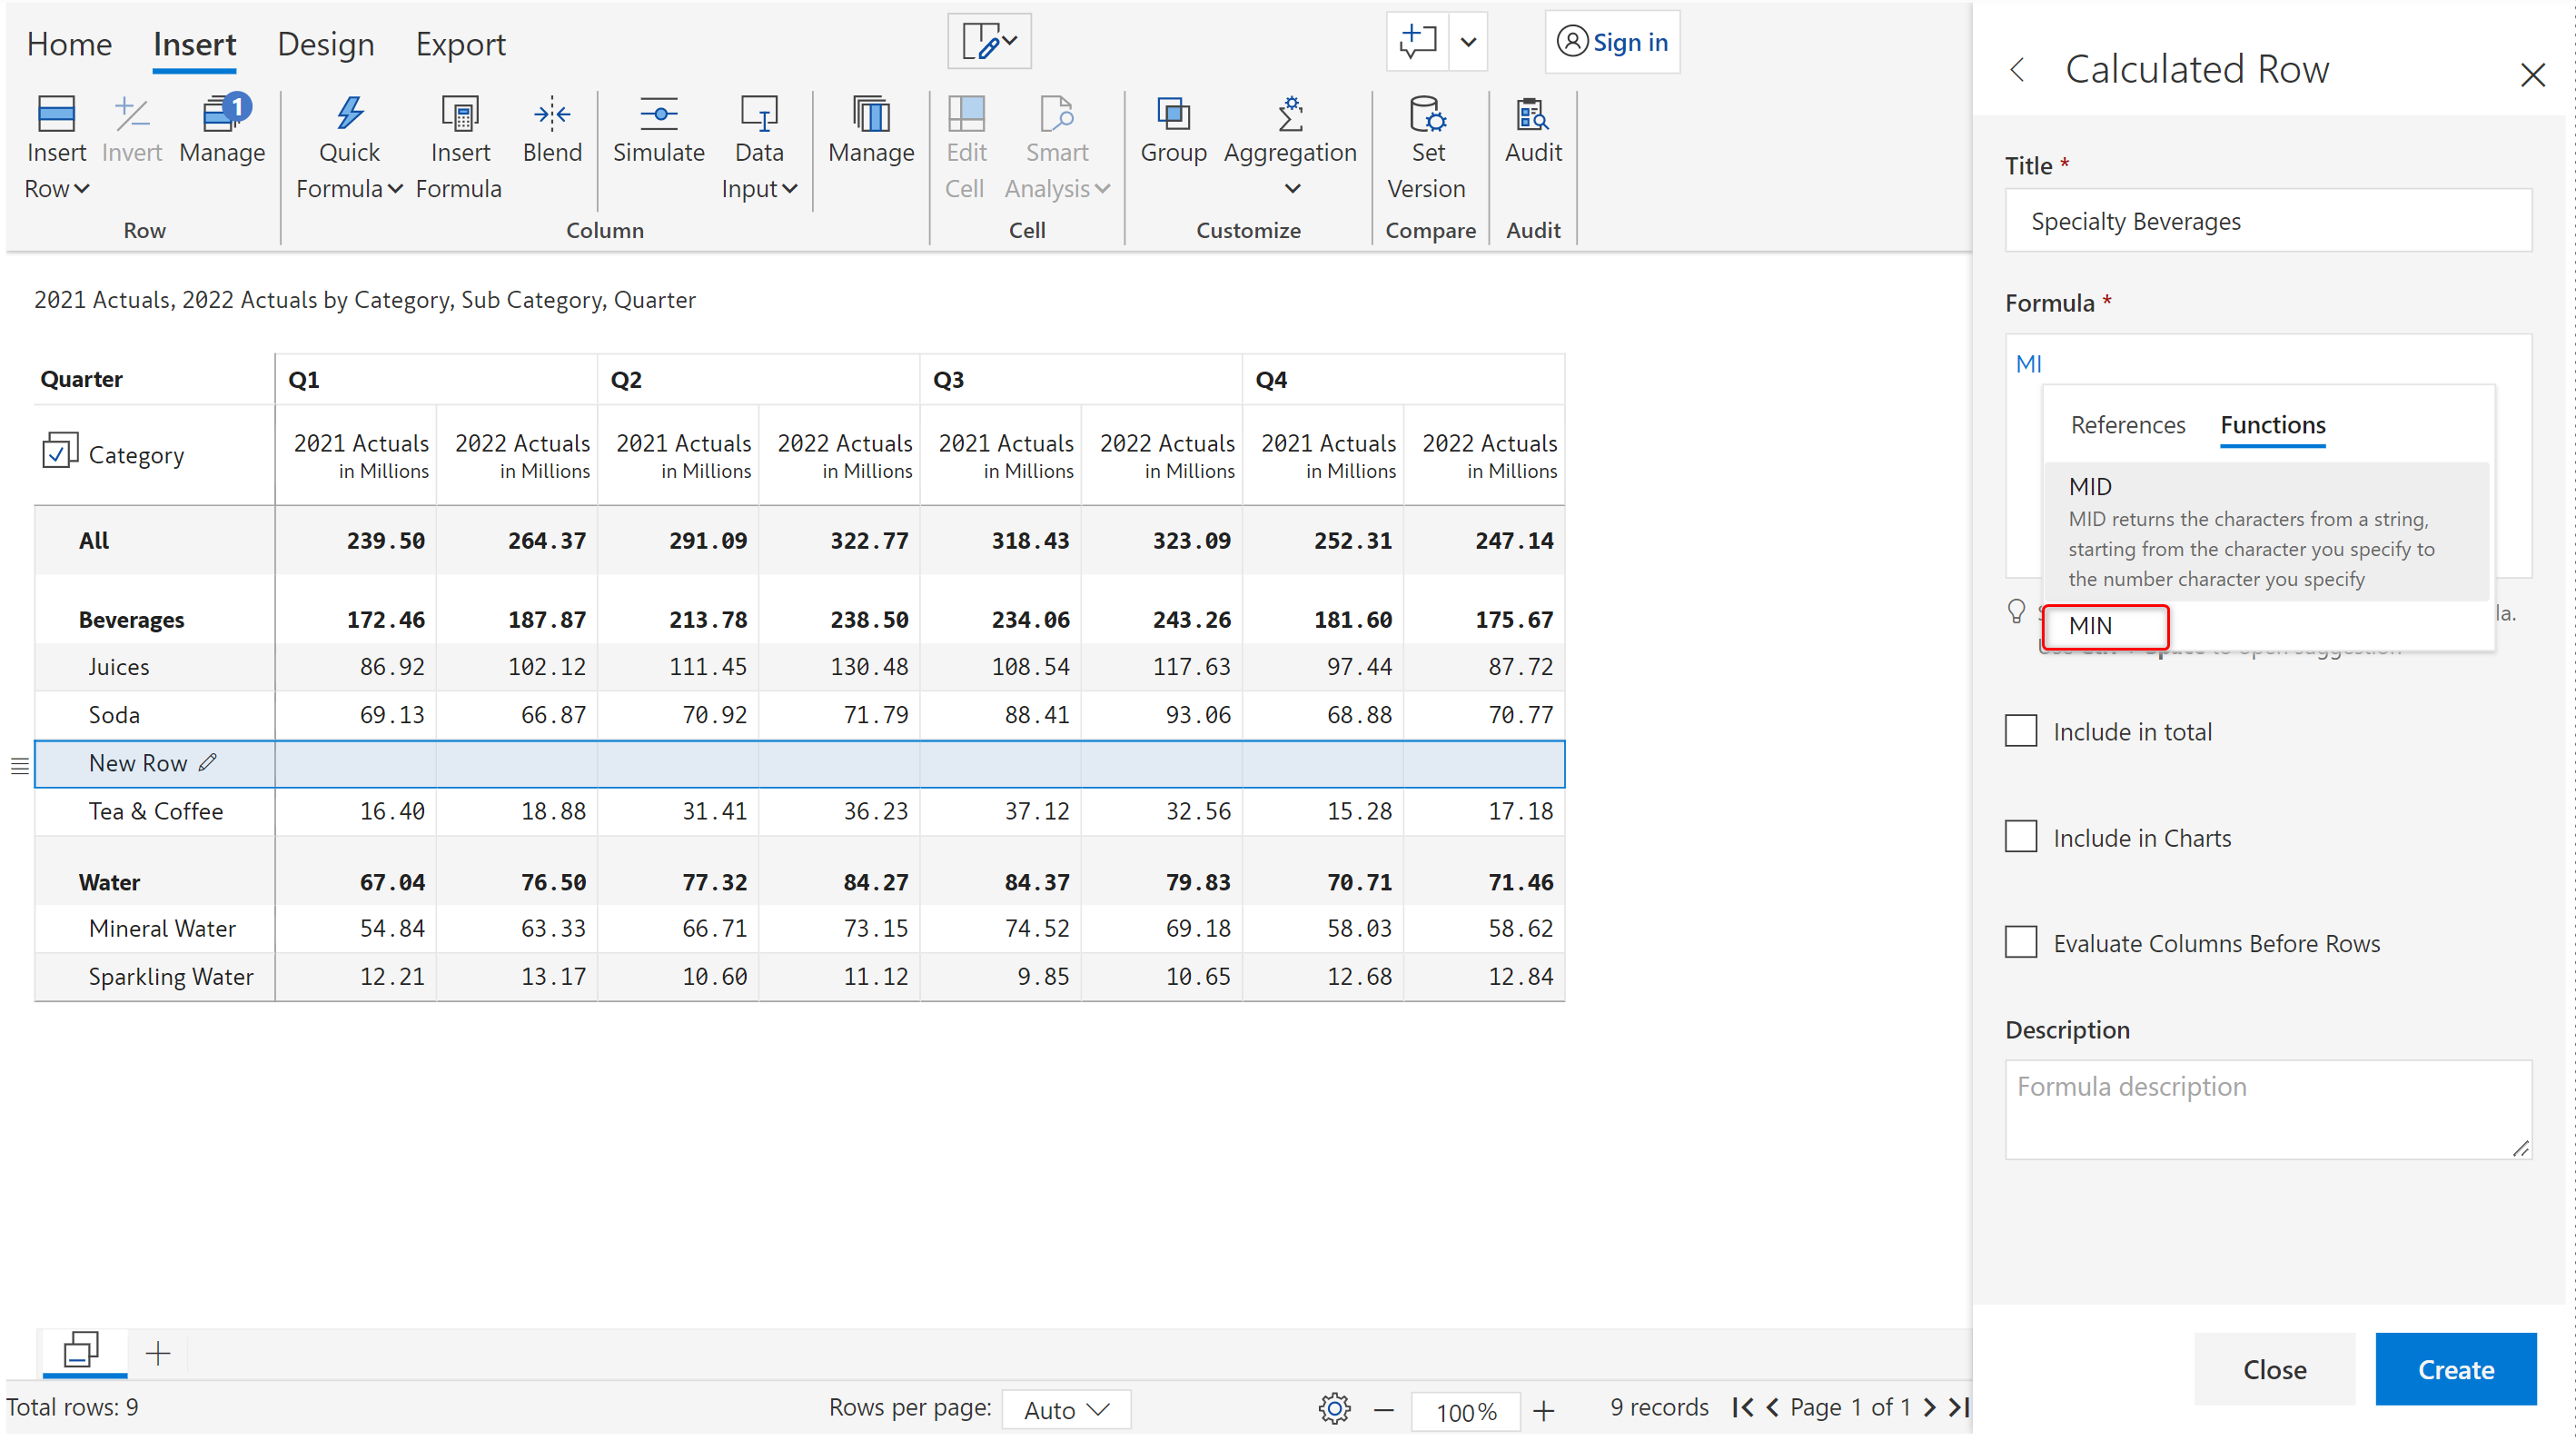 Home Insert Design Export Sign in
1
Insert Invert Manage Quick Insert Blend Simulate Data Manage Edit Smart Group Aggregation Set Audit
Row Formula Formula Input Cell Analysis Version
Row Column Cell Customize Compare Audit
2021 Actuals, 2022 Actuals by Category, Sub Category, Quarter
Quarter Q1 Q2 Q3 Q4
Category 2021 Actuals 2022 Actuals 2021 Actuals 2022 Actuals 2021 Actuals 2022 Actuals 2021 Actuals 2022 Actuals
in Millions in Millions in Millions in Millions in Millions in Millions in Millions in Millions
All 239.50 264.37 291.09 322.77 318.43 323.09 252.31 247.14
Beverages 172.46 187.87 213.78 238.50 234.06 243.26 181.60 175.67
Juices 86.92 102.12 111.45 130.48 108.54 117.63 97.44 87.72
Soda 69.13 66.87 70.92 71.79 88.41 93.06 68.88 70.77
New Row
Tea & Coffee 16.40 18.88 31.41 36.23 37.12 32.56 15.28 17.18
Water 67.04 76.50 77.32 84.27 84.37 79.83 70.71 71.46
Mineral Water 54.84 63.33 66.71 73.15 74.52 69.18 58.03 58.62
Sparkling Water 12.21 13.17 10.60 11.12 9.85 10.65 12.68 12.84
Total rows: 9 Rows per page: Auto 100% 9 records Page 1 of 1
Calculated Row
Title *
Specialty Beverages
Formula *
MI
References Functions
MID
MID returns the characters from a string,
starting from the character you specify to
the number character you specify
MIN
la.
Include in total
Include in Charts
Evaluate Columns Before Rows
Description
Formula description
Close Create